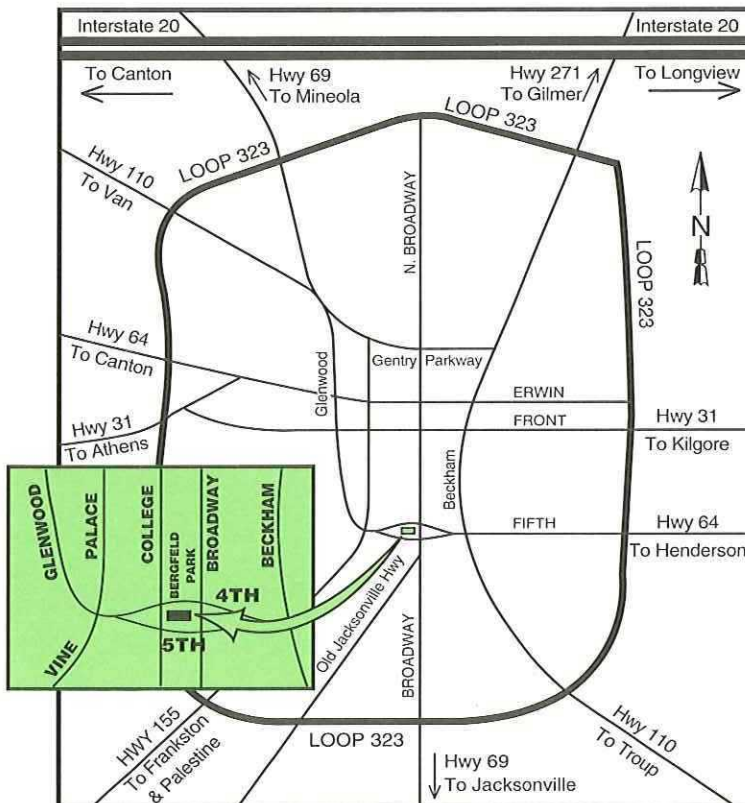 Interstate 20
Interstate 20
To Canton
Hwy 69
To Mineola
Hwy 271
To Gilmer
To Longview
LOOP 323
LOOP 323
Hwy 110
To Van
N. BROADWAY
N
LOOP 323
Hwy 64
To Canton
Glenwood
Gentry Parkway
ERWIN
FRONT
Hwy 31
To Athens
Hwy 31
To Kilgore
Beckham
FIFTH
Hwy 64
To Henderson
GLENWOOD
PALACE
COLLEGE
BERGFELD
PARK
BROADWAY
BECKHAM
4TH
5TH
VINE
Old Jacksonville Hwy
BROADWAY
HWY 155
To Frankston
& Palestine
LOOP 323
Hwy 69
To Jacksonville
Hwy 110
To Troup